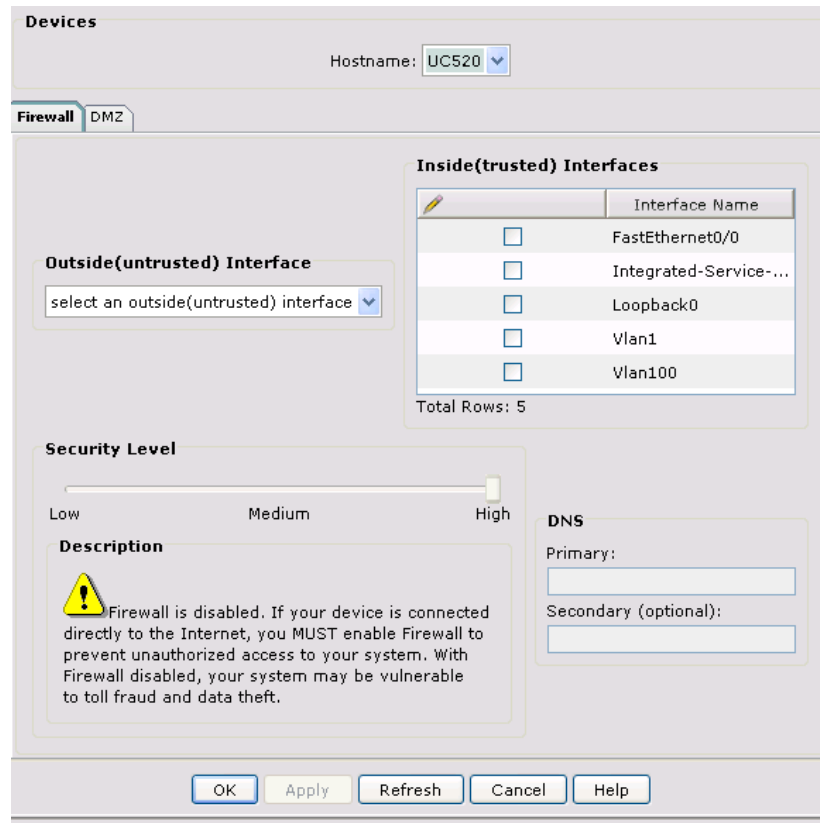 Devices
Hostname: UC520
Firewall
DMZ
Inside(trusted) Interfaces
Interface Name
FastEthernet0/0
Integrated-Service-...
Loopback0
Vlan1
Vlan100
Total Rows: 5
Outside(untrusted) Interface
select an outside(untrusted) interface
Security Level
Low Medium High
Description
Firewall is disabled. If your device is connected
directly to the Internet, you MUST enable Firewall to
prevent unauthorized access to your system. With
Firewall disabled, your system may be vulnerable
to toll fraud and data theft.
DNS
Primary:
Secondary (optional):
OK Apply Refresh Cancel Help